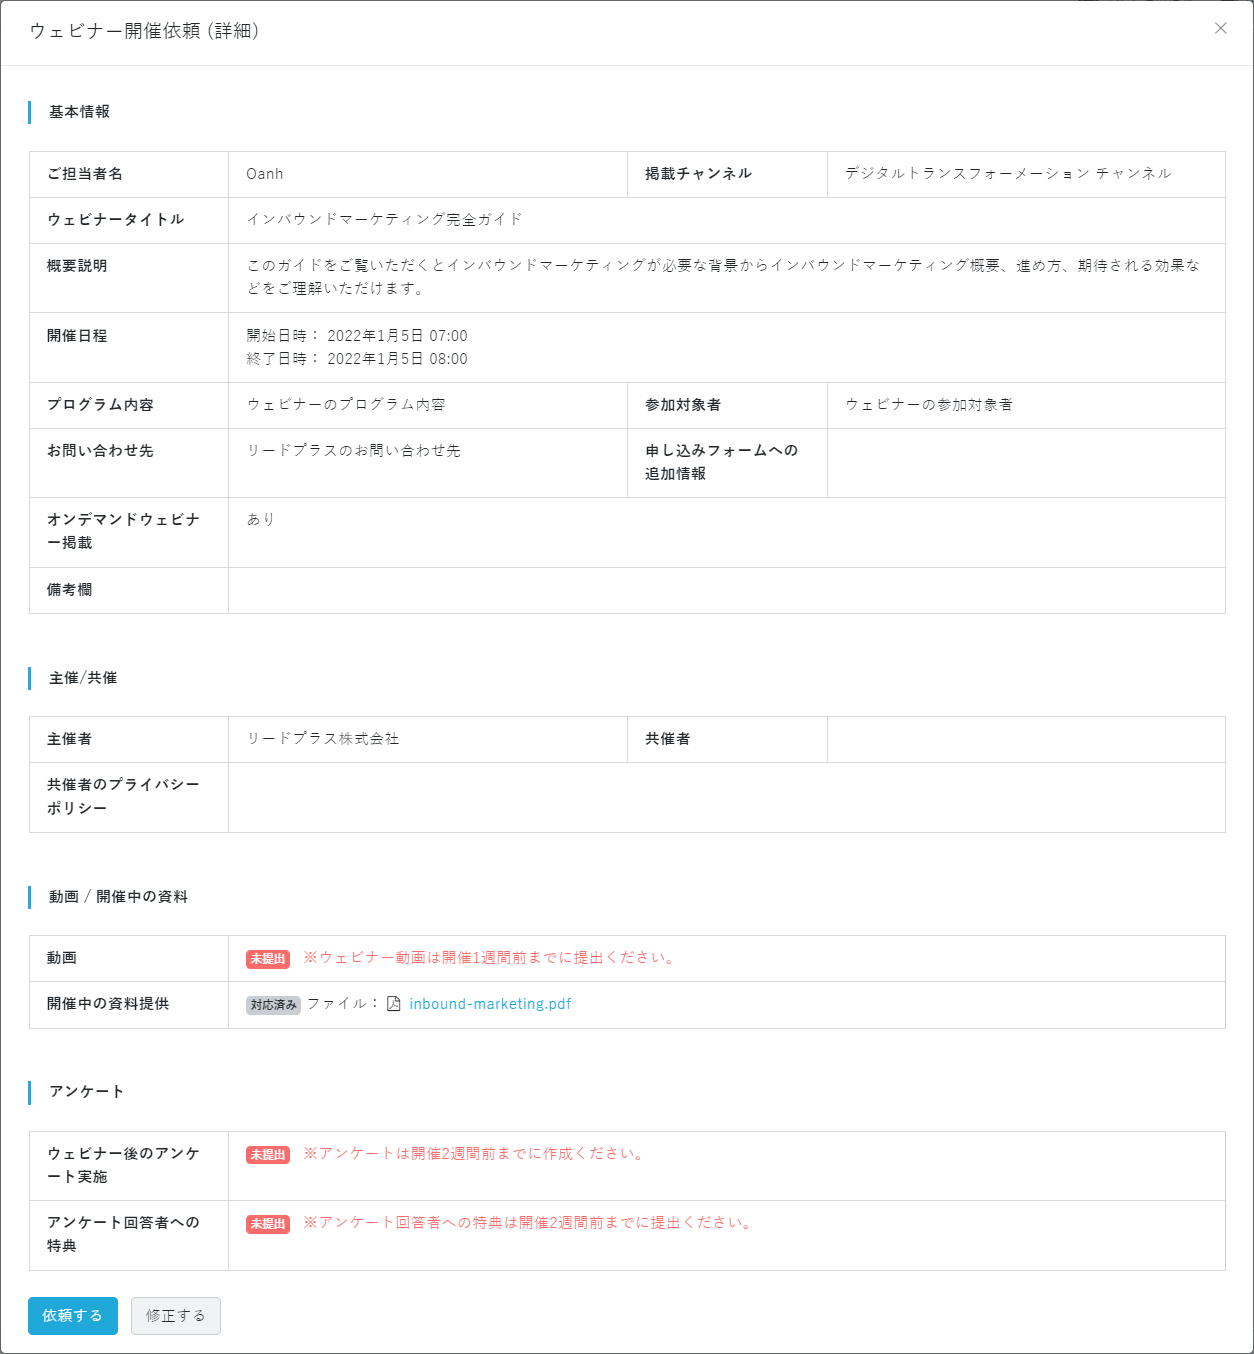 ウェビナー開催依頼 (詳細)
基本情報
ご担当者名
Oanh
掲載チャンネル
デジタルトランスフォーメーション チャンネル
ウェビナータイトル
インバウンドマーケティング完全ガイド
概要説明
このガイドをご覧いただくとインバウンドマーケティングが必要な背景からインバウンドマーケティング概要、進め方、期待される効果な
どをご理解いただけます。
開催日程
開始日時： 2022年1月5日 07:00
終了日時： 2022年1月5日 08:00
プログラム内容
ウェビナーのプログラム内容
参加対象者
ウェビナーの参加対象者
お問い合わせ先
リードプラスのお問い合わせ先
申し込みフォームへの
追加情報
オンデマンドウェビナ
ー掲載
あり
備考欄
主催/共催
主催者
リードプラス株式会社
共催者
共催者のプライバシー
ポリシー
動画 / 開催中の資料
動画
未提出 ※ウェビナー動画は開催1週間前までに提出ください。
開催中の資料提供
対応済み ファイル： inbound-marketing.pdf
アンケート
ウェビナー後のアンケ
ート実施
未提出 ※アンケートは開催2週間前までに作成ください。
アンケート回答者への
特典
未提出 ※アンケート回答者への特典は開催2週間前までに提出ください。
依頼する
修正する